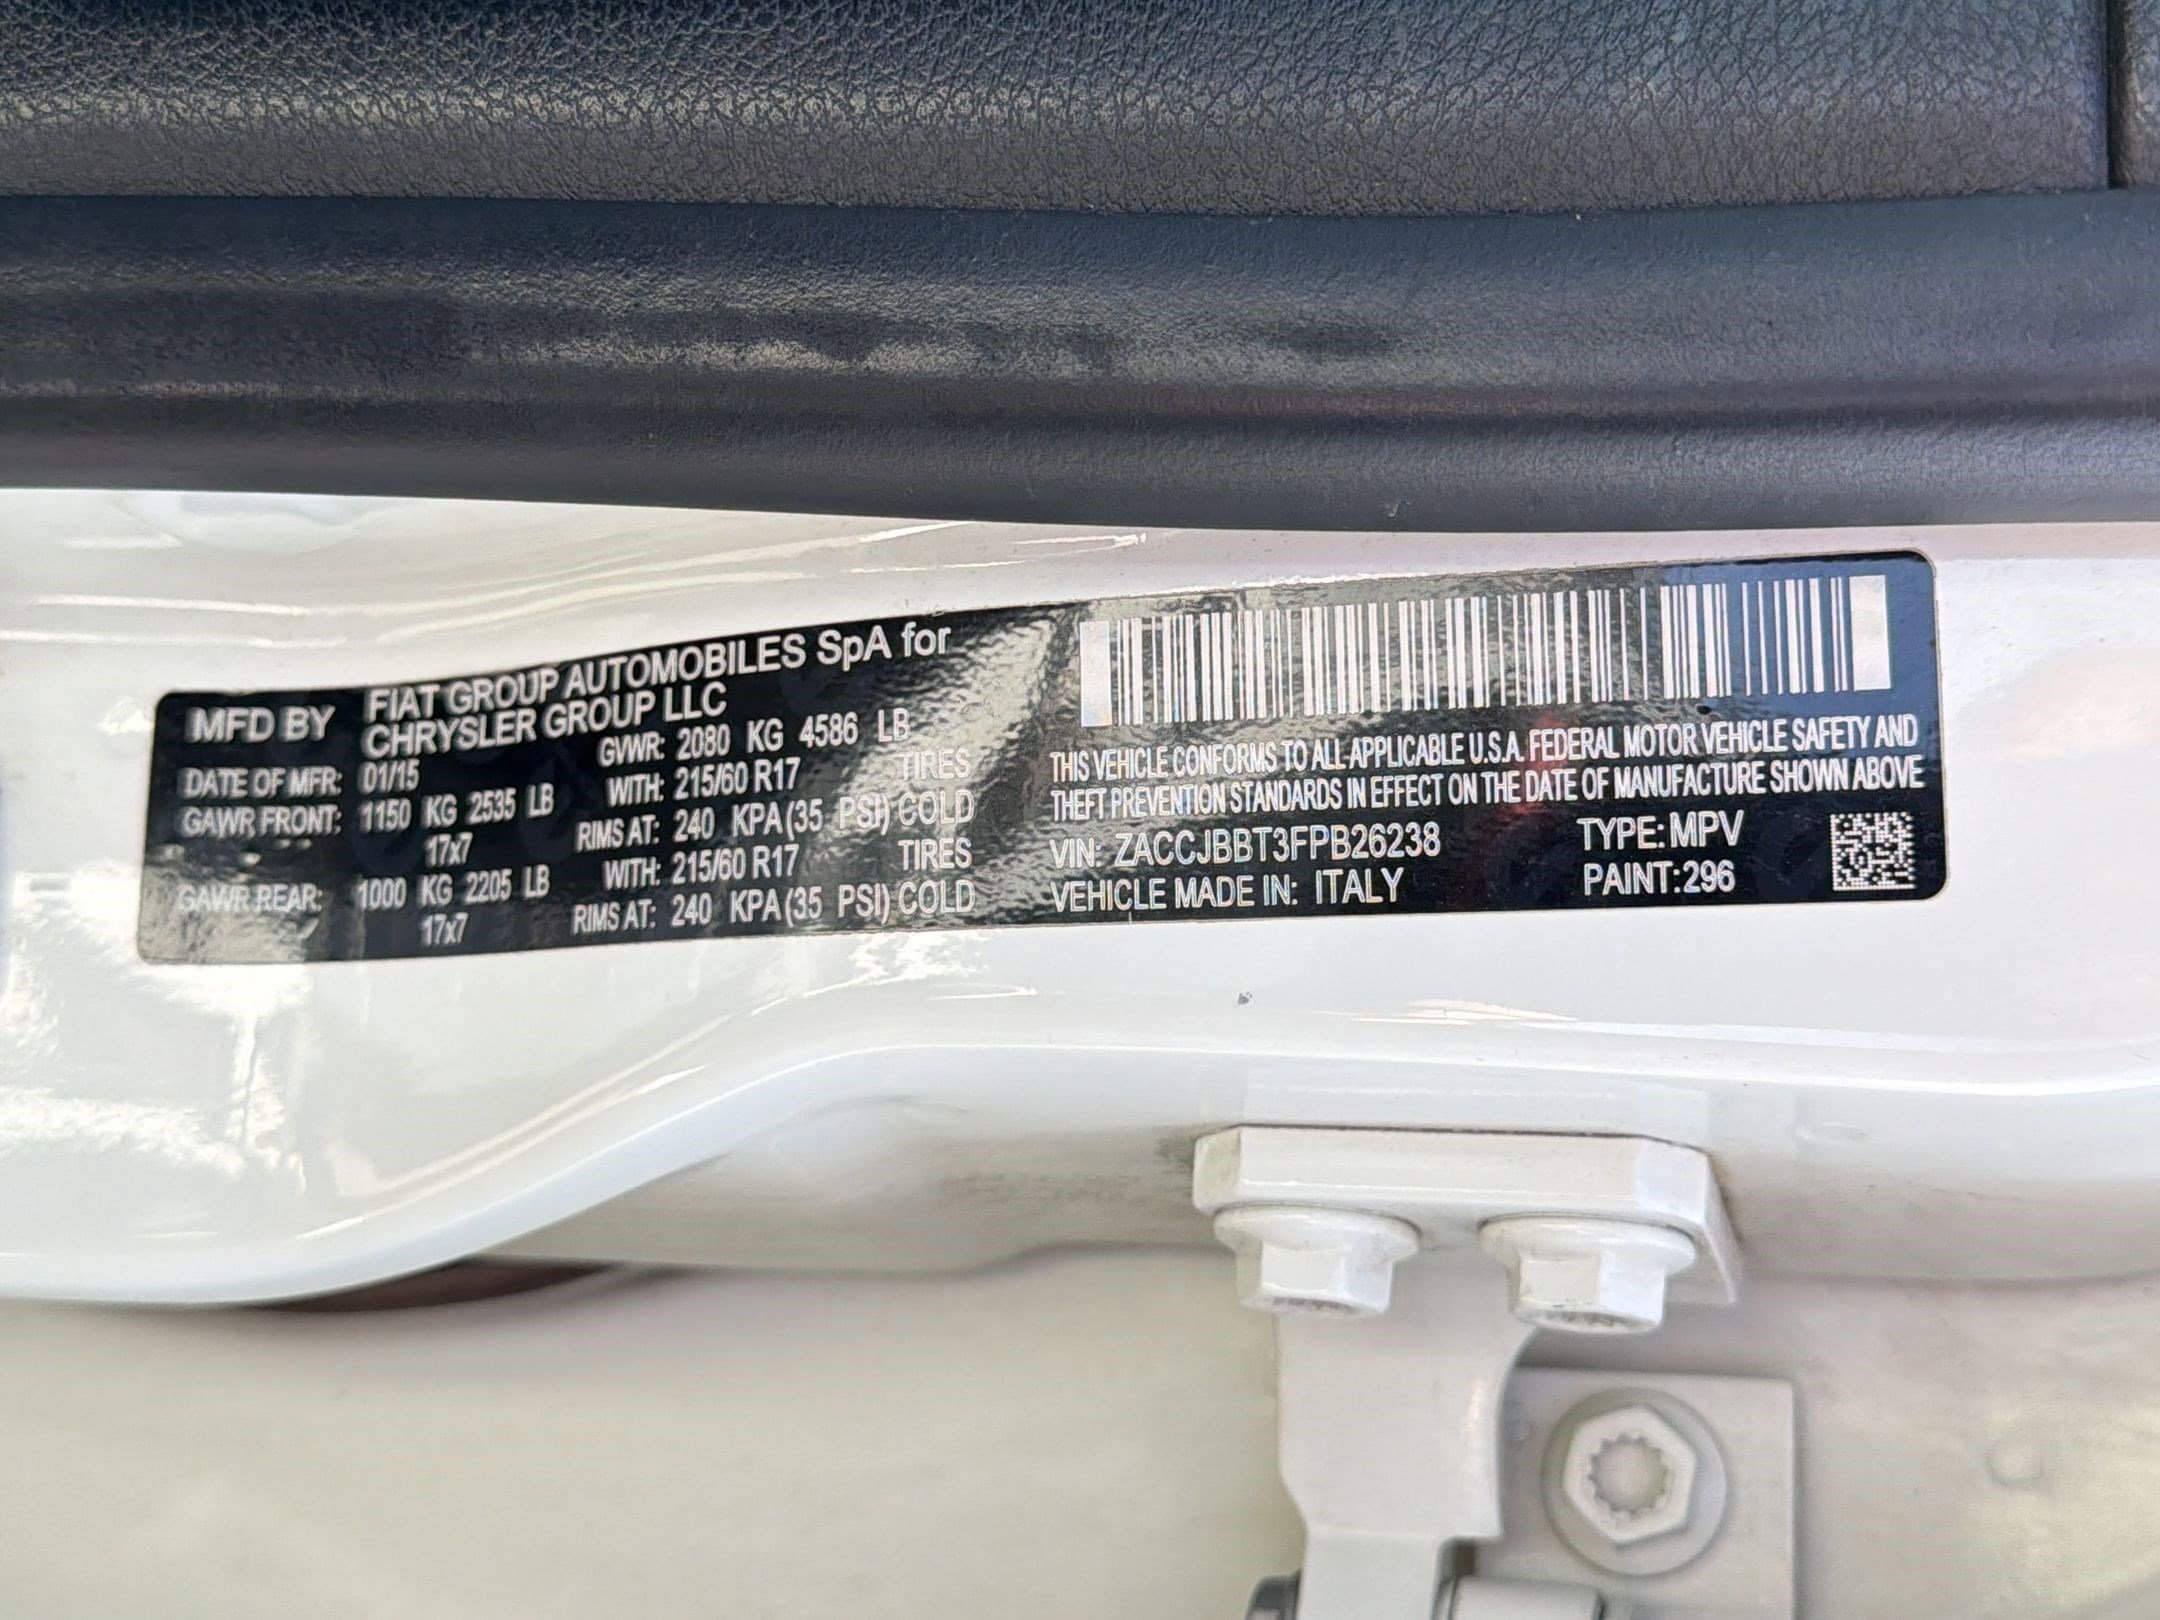 MFD BY FIAT GROUP AUTOMOBILES SpA for
CHRYSLER GROUP LLC
DATE OF MFR: 01/15 GVWR: 2080 KG 4586 LB
GAWR FRONT: 1150 KG 2535 LB WITH: 215/60 R17 TIRES
17x7 RIMS AT: 240 KPA (35 PSI) COLD
GAWR REAR: 1000 KG 2205 LB WITH: 215/60 R17 TIRES
17x7 RIMS AT: 240 KPA (35 PSI) COLD
THIS VEHICLE CONFORMS TO ALL APPLICABLE U.S.A. FEDERAL MOTOR VEHICLE SAFETY AND
THEFT PREVENTION STANDARDS IN EFFECT ON THE DATE OF MANUFACTURE SHOWN ABOVE
VIN: ZACCJBBT3FPB26238 TYPE: MPV
VEHICLE MADE IN: ITALY PAINT: 296